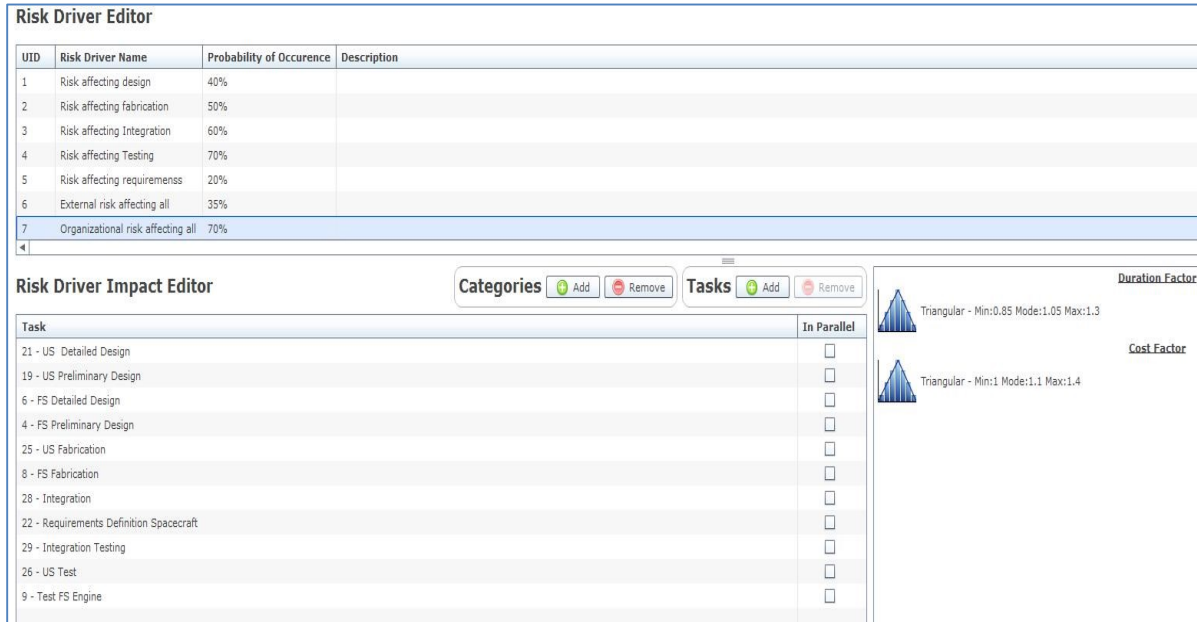 Risk Driver Editor
UID Risk Driver Name Probability of Occurence Description
1 Risk affecting design 40%
2 Risk affecting fabrication 50%
3 Risk affecting Integration 60%
4 Risk affecting Testing 70%
5 Risk affecting requiremenss 20%
6 External risk affecting all 35%
7 Organizational risk affecting all 70%
Risk Driver Impact Editor Categories Add Remove Tasks Add Remove
Duration Factor
Triangular - Min:0.85 Mode:1.05 Max:1.3
Cost Factor
Triangular - Min:1 Mode:1.1 Max:1.4
Task In Parallel
21 - US Detailed Design
19 - US Preliminary Design
6 - FS Detailed Design
4 - FS Preliminary Design
25 - US Fabrication
8 - FS Fabrication
28 - Integration
22 - Requirements Definition Spacecraft
29 - Integration Testing
26 - US Test
9 - Test FS Engine